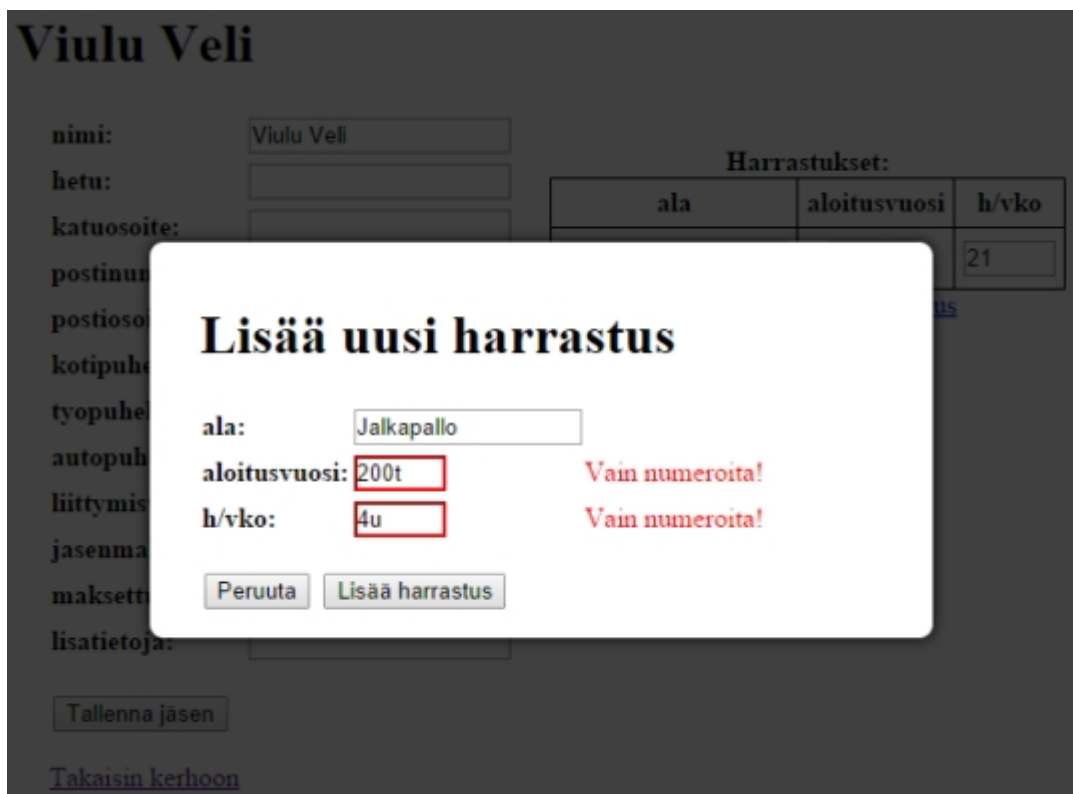 Viulu Veli
nimi: Viulu Veli
hetu:
katuosoite:
Harrastukset:
ala aloitusvuosi h/vko
21
Lisää uusi harrastus
ala: Jalkapallo
aloitusvuosi: 200t Vain numeroita!
h/vko: 4u Vain numeroita!
Peruuta Lisää harrastus
lisatietoja:
Tallenna jäsen
Takaisin kerhoon